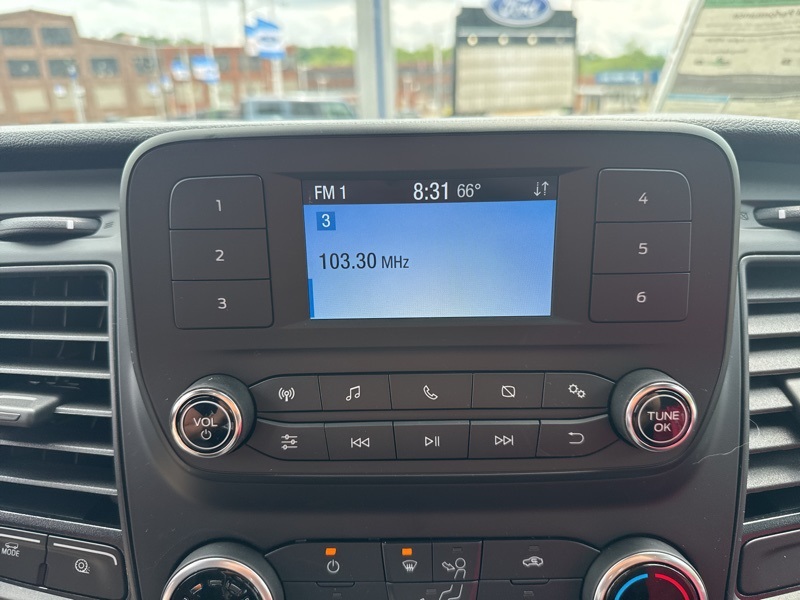 Ford
FM 1 8:31 66°
3
103.30 MHz
1
2
3
4
5
6
VOL
TUNE
OK
MODE